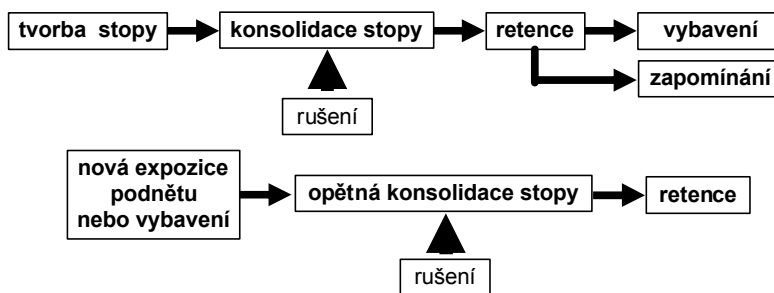 tvorba stopy
konsolidace stopy
retence
vybavení
zapomínání
rušení
nová expozice
podnětu
nebo vybavení
opětná konsolidace stopy
retence
rušení